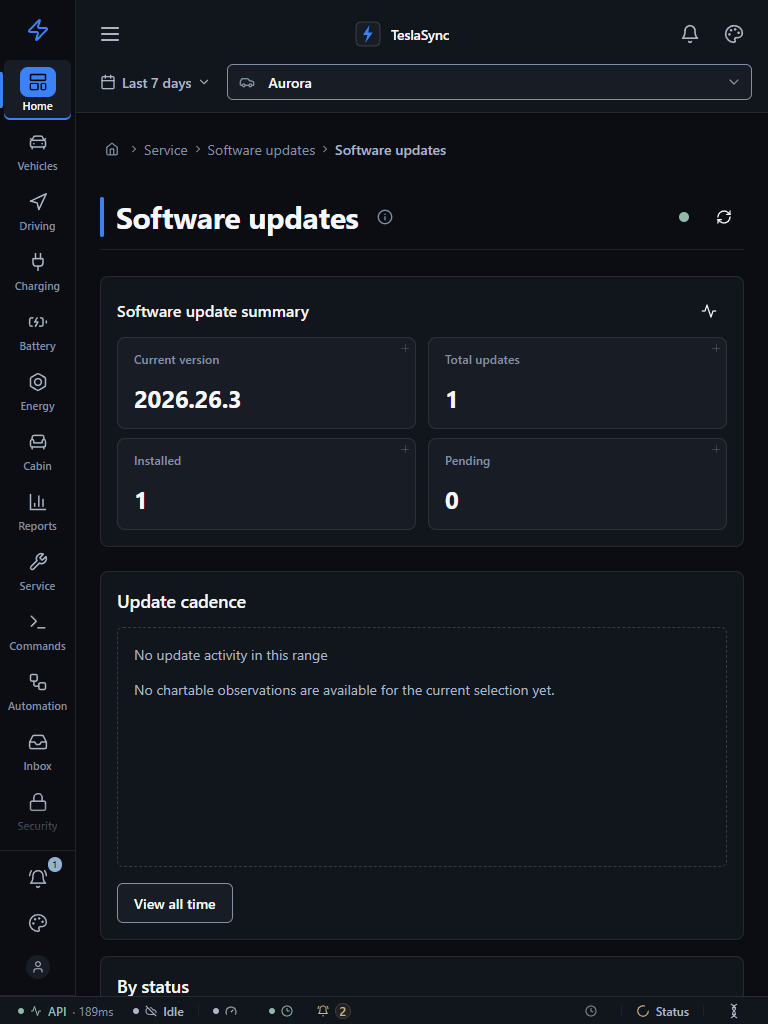 TeslaSync
Last 7 days
Aurora
Home
Vehicles
Driving
Charging
Battery
Energy
Cabin
Reports
Service
Commands
Automation
Inbox
Security
1
Service > Software updates > Software updates
Software updates
Software update summary
Current version
2026.26.3
Total updates
1
Installed
1
Pending
0
Update cadence
No update activity in this range
No chartable observations are available for the current selection yet.
View all time
By status
API · 189ms
Idle
2
Status